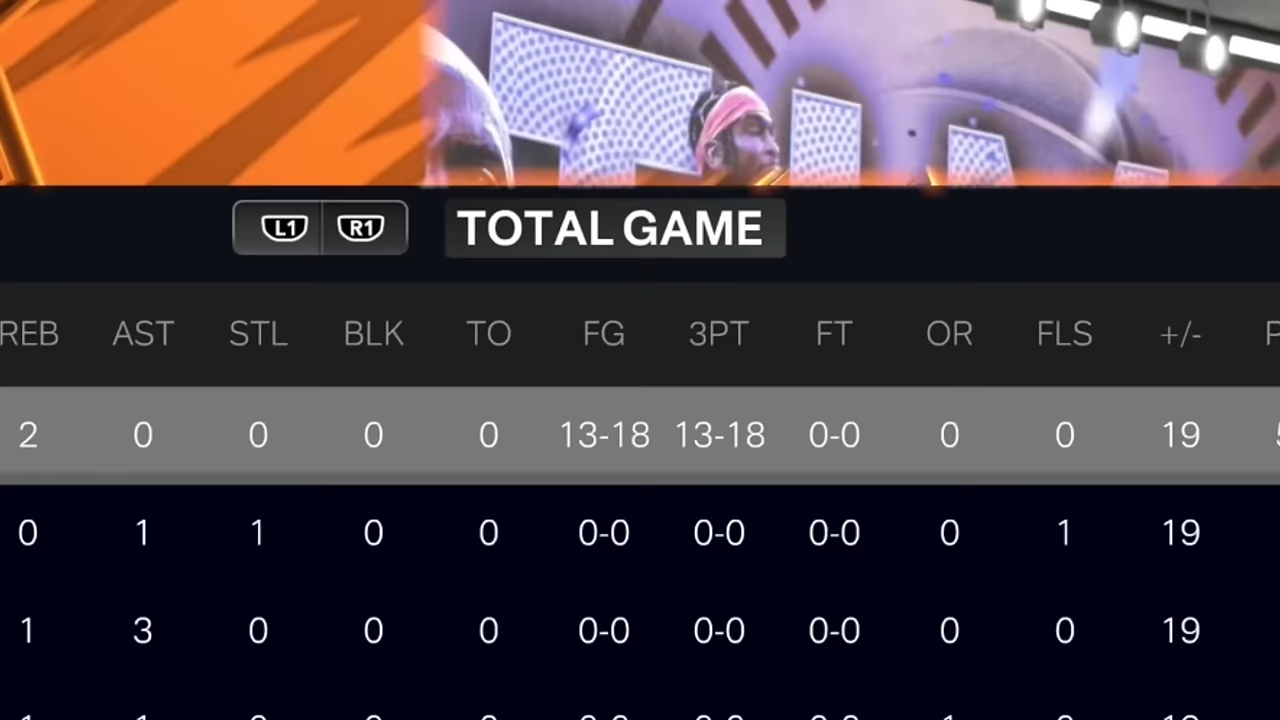 L1 R1 TOTAL GAME
REB AST STL BLK TO FG 3PT FT OR FLS +/-
2 0 0 0 0 13-18 13-18 0-0 0 0 19
0 1 1 0 0 0-0 0-0 0-0 0 1 19
1 3 0 0 0 0-0 0-0 0-0 0 0 19